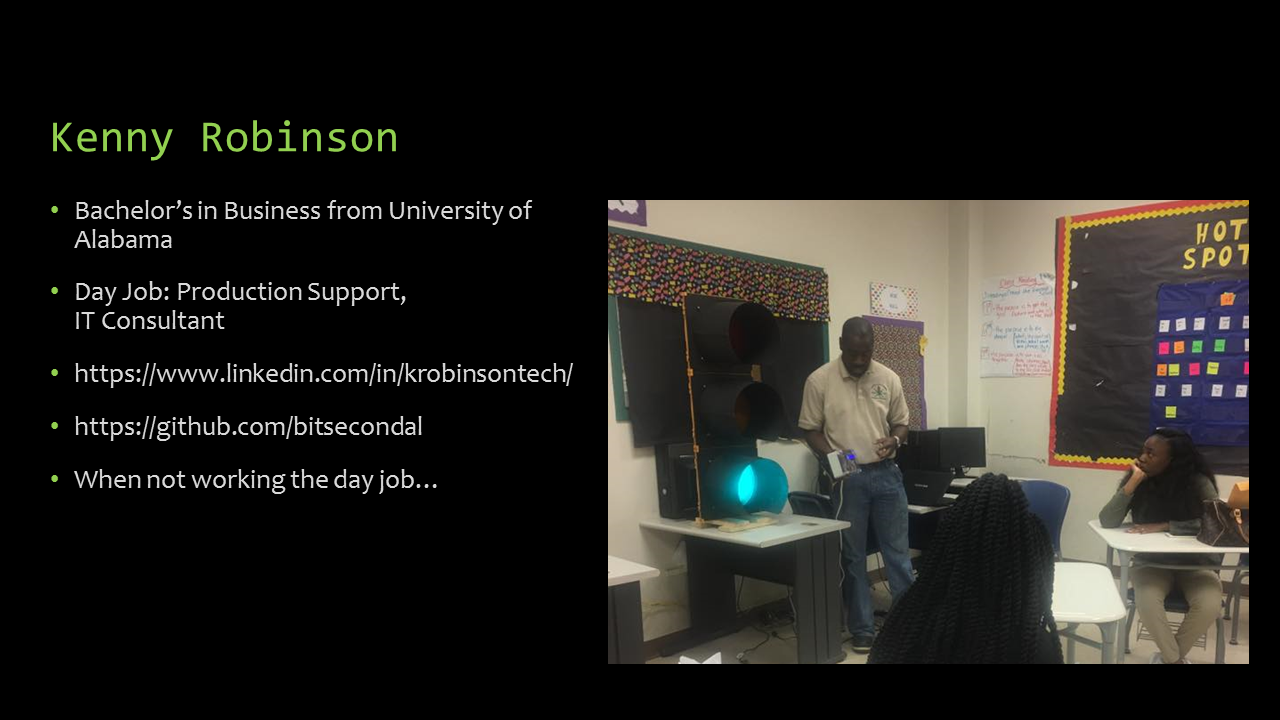 Kenny Robinson
• Bachelor’s in Business from University of
Alabama
• Day Job: Production Support,
IT Consultant
• https://www.linkedin.com/in/krobinsontech/
• https://github.com/bitsecondal
• When not working the day job…
HOT
SPOT